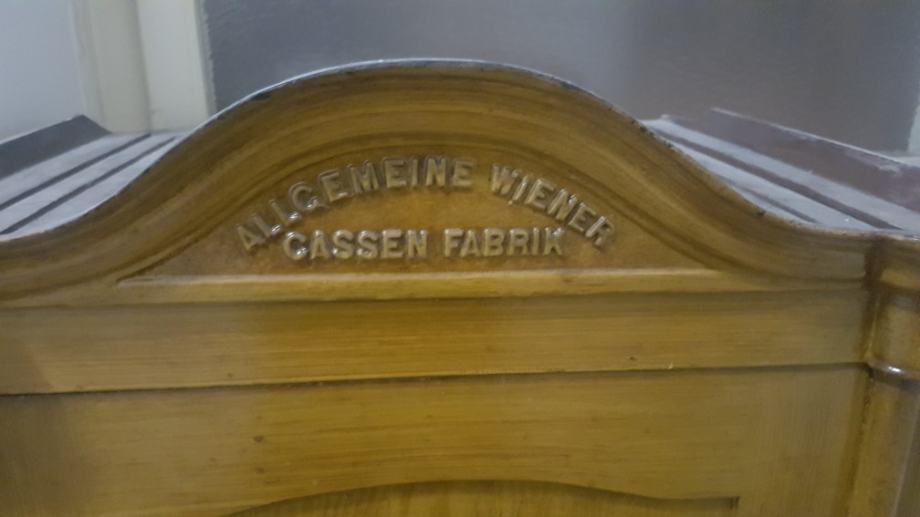 ALLGEMEINE WIENER
CASSEN FABRIK